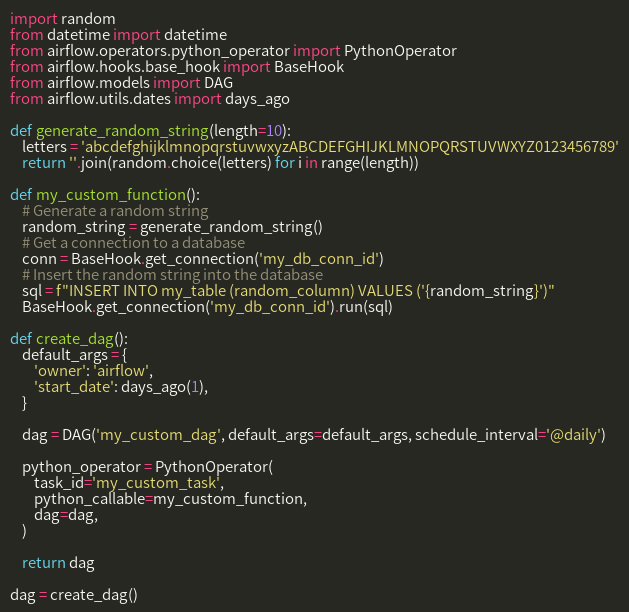 import random
from datetime import datetime
from airflow.operators.python_operator import PythonOperator
from airflow.hooks.base_hook import BaseHook
from airflow.models import DAG
from airflow.utils.dates import days_ago

def generate_random_string(length=10):
    letters = 'abcdefghijklmnopqrstuvwxyzABCDEFGHIJKLMNOPQRSTUVWXYZ0123456789'
    return ''.join(random.choice(letters) for i in range(length))

def my_custom_function():
    # Generate a random string
    random_string = generate_random_string()
    # Get a connection to a database
    conn = BaseHook.get_connection('my_db_conn_id')
    # Insert the random string into the database
    sql = f"INSERT INTO my_table (random_column) VALUES ('{random_string}')"
    BaseHook.get_connection('my_db_conn_id').run(sql)

def create_dag():
    default_args = {
        'owner': 'airflow',
        'start_date': days_ago(1),
    }

    dag = DAG('my_custom_dag', default_args=default_args, schedule_interval='@daily')

    python_operator = PythonOperator(
        task_id='my_custom_task',
        python_callable=my_custom_function,
        dag=dag,
    )

    return dag

dag = create_dag()